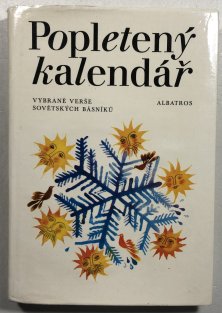 Popletený
kalendář
VYBRANÉ VERŠE
SOVĚTSKÝCH BÁSNÍKŮ
ALBATROS